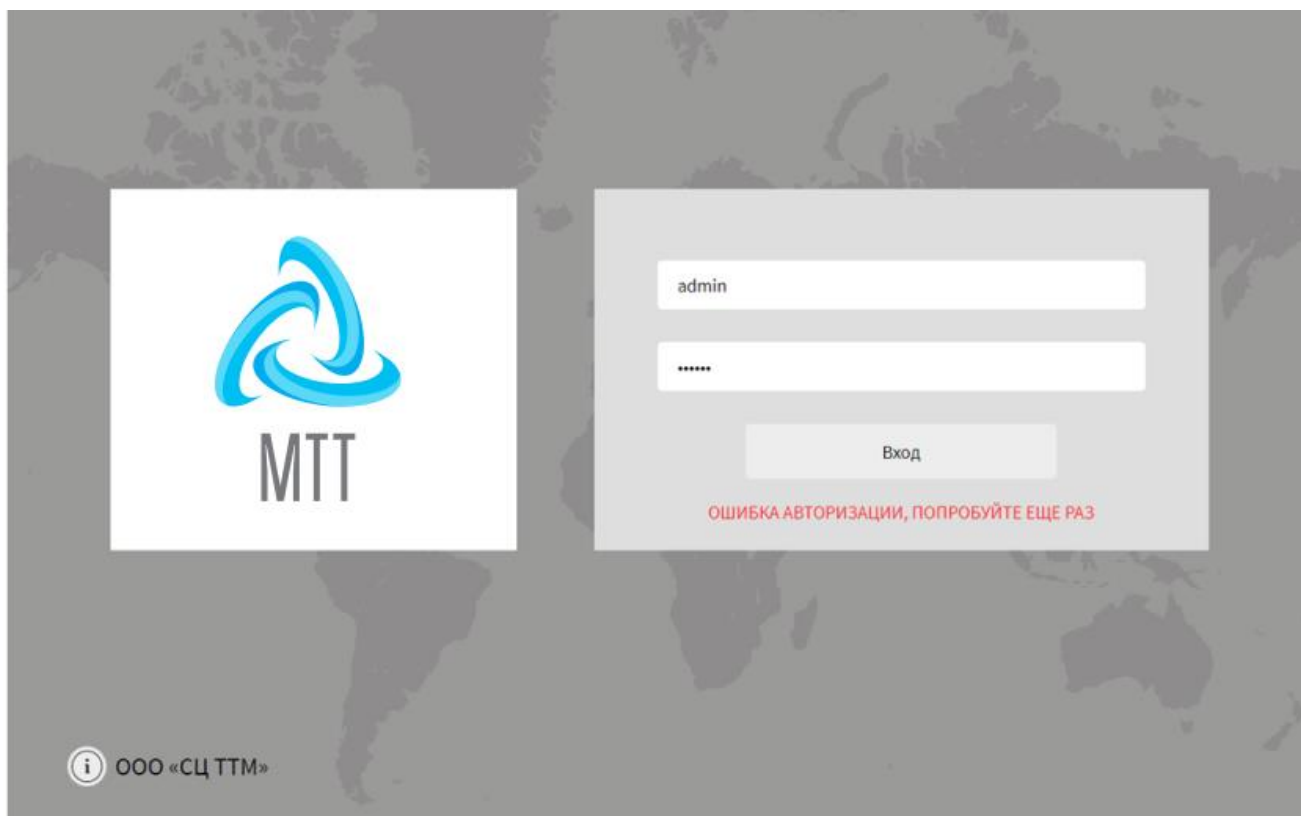 МТТ
admin
••••••
Вход
ОШИБКА АВТОРИЗАЦИИ, ПОПРОБУЙТЕ ЕЩЕ РАЗ
i ООО «СЦ ТТМ»